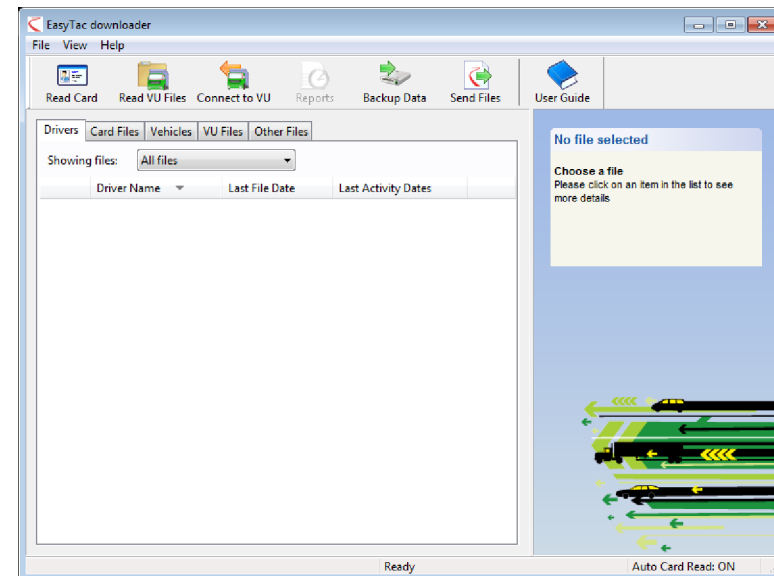 EasyTac downloader
File View Help
Read Card Read VU Files Connect to VU Reports Backup Data Send Files User Guide
Drivers Card Files Vehicles VU Files Other Files
Showing files: All files
Driver Name Last File Date Last Activity Dates
No file selected
Choose a file
Please click on an item in the list to see
more details
Ready Auto Card Read: ON